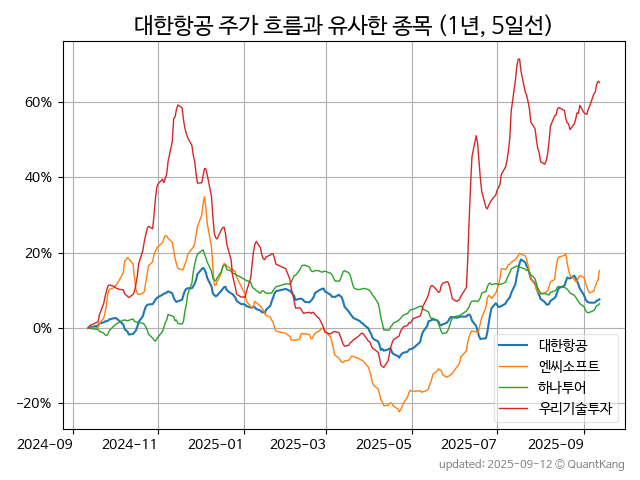 대한항공 주가 흐름과 유사한 종목 (1년, 5일선)
60%
40%
20%
0%
−20%
대한항공
엔씨소프트
하나투어
우리기술투자
2024-09 2024-11 2025-01 2025-03 2025-05 2025-07 2025-09
updated: 2025-09-12 © QuantKang